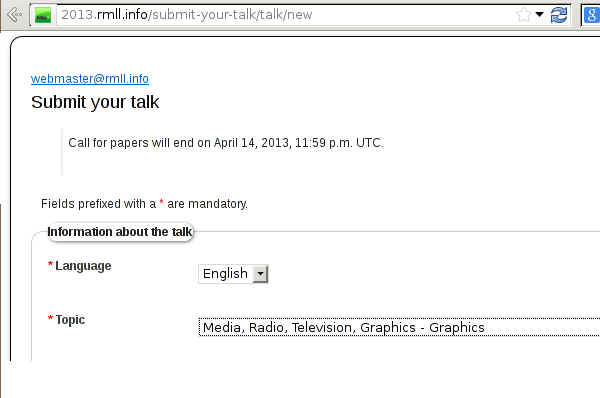 2013.rmll.info/submit-your-talk/talk/new
webmaster@rmll.info
Submit your talk
Call for papers will end on April 14, 2013, 11:59 p.m. UTC.
Fields prefixed with a * are mandatory.
Information about the talk
* Language
English
* Topic
Media, Radio, Television, Graphics - Graphics